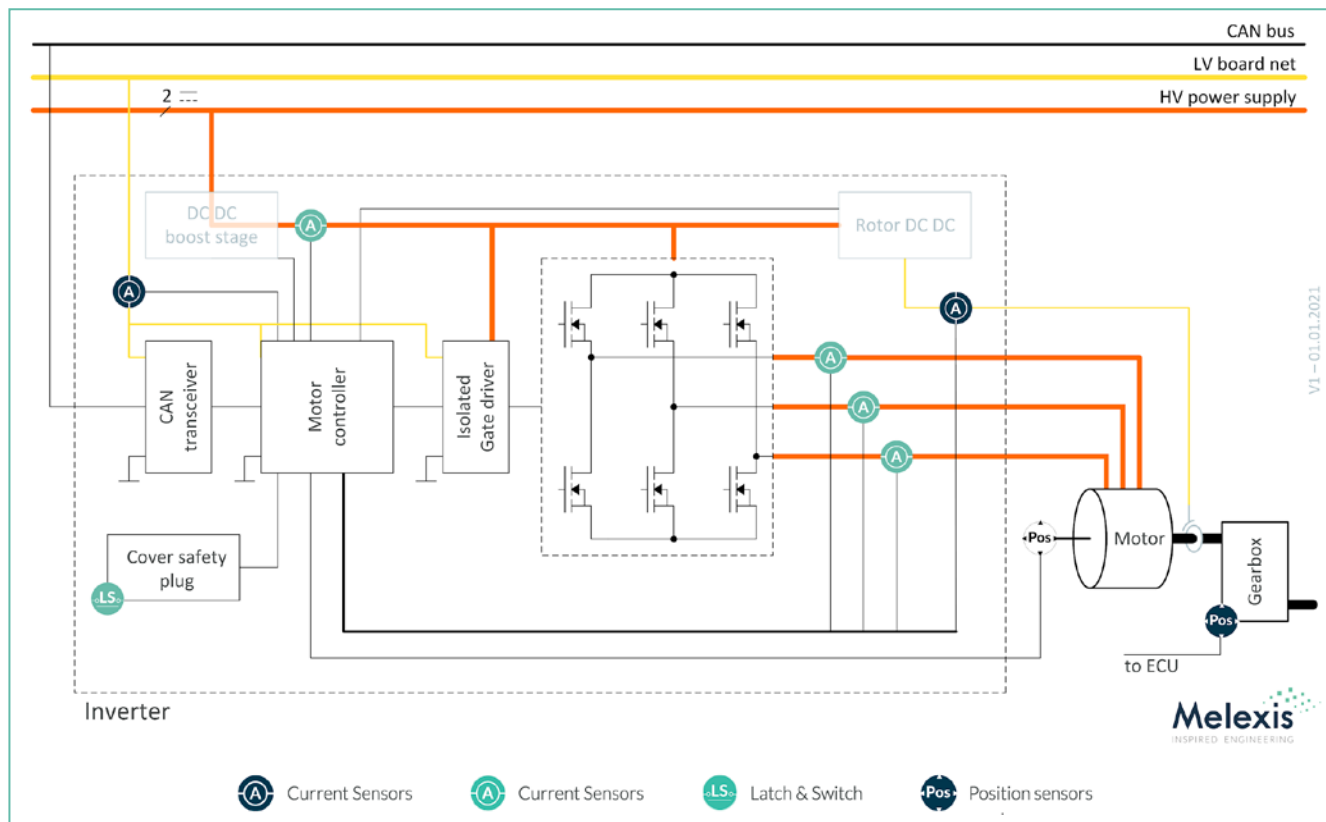 CAN bus
LV board net
HV power supply
2
DC DC
boost stage
A
Rotor DC DC
A
A
V1 – 01.01.2021
A
CAN
transceiver
Motor
controller
Isolated
Gate driver
A
A
Pos
Motor
Gearbox
Cover safety
plug
LS
Pos
to ECU
Inverter
Melexis
INSPIRED ENGINEERING
A Current Sensors
A Current Sensors
LS Latch & Switch
Pos Position sensors